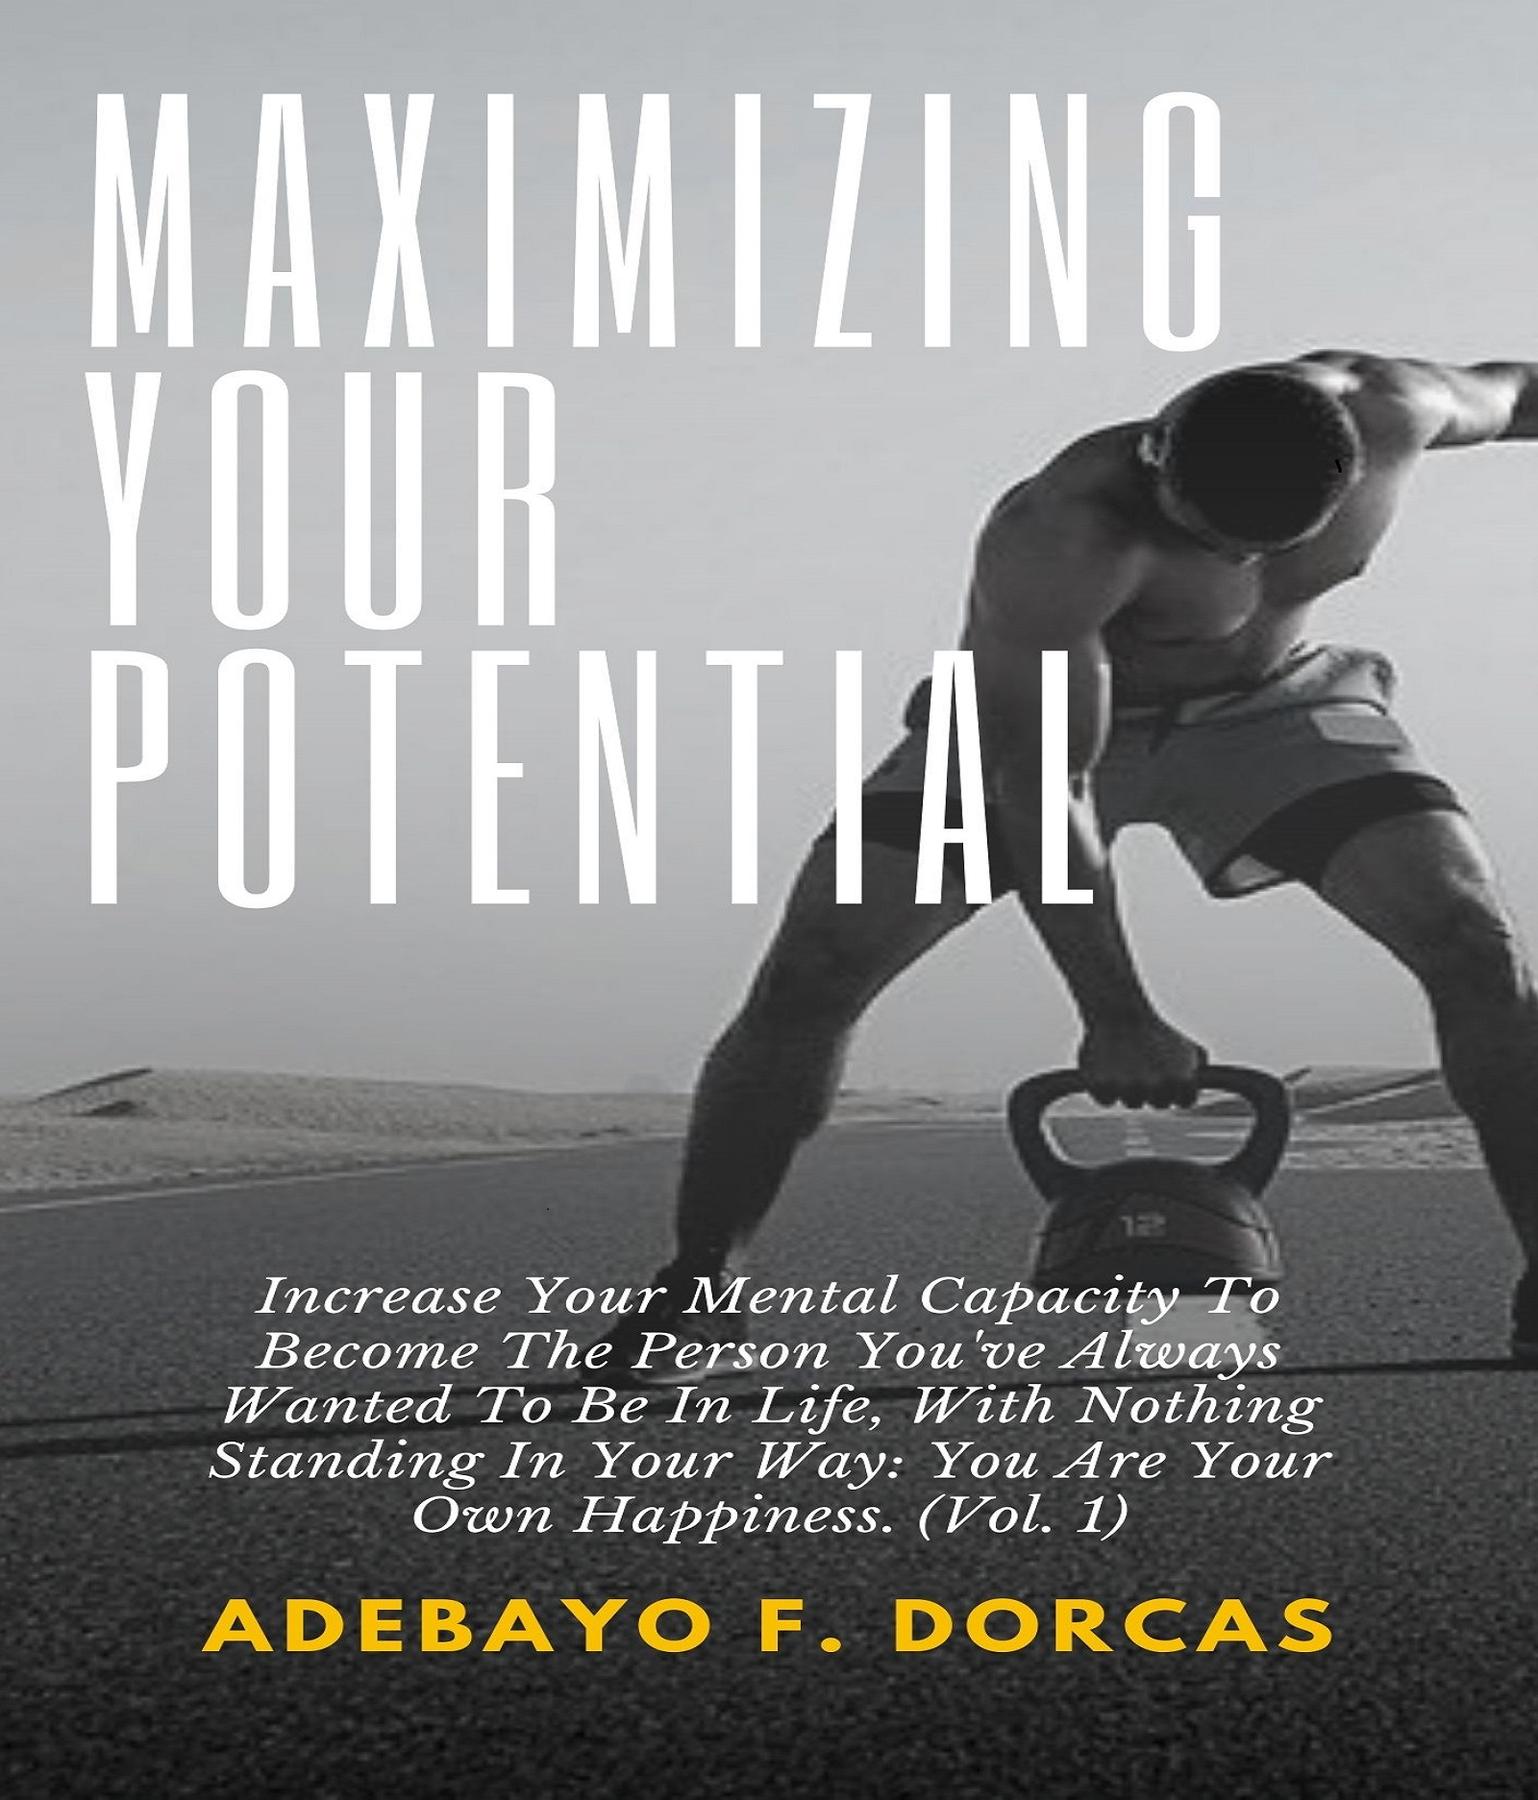 MAXIMIZING
YOUR
POTENTIAL
12
Increase Your Mental Capacity To
Become The Person You've Always
Wanted To Be In Life, With Nothing
Standing In Your Way: You Are Your
Own Happiness. (Vol. 1)
ADEBAYO F. DORCAS